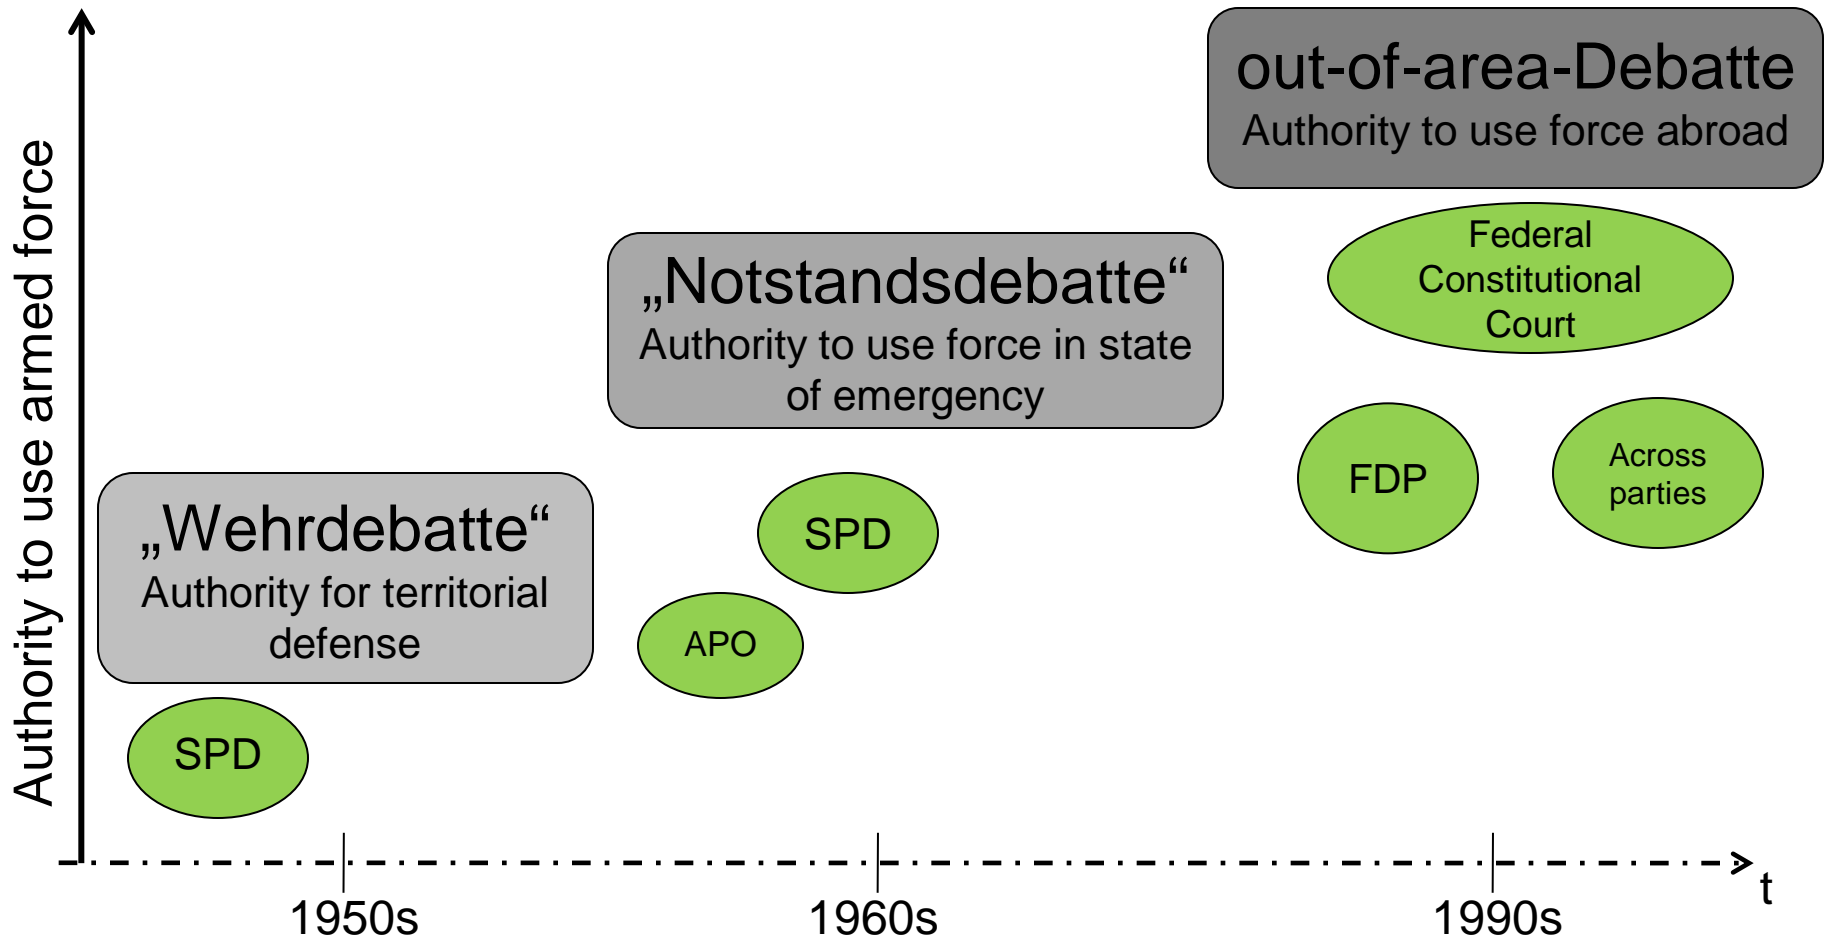 Authority to use armed force
out-of-area-Debatte
Authority to use force abroad
Federal
Constitutional
Court
FDP
Across
parties
„Notstandsdebatte“
Authority to use force in state
of emergency
SPD
APO
„Wehrdebatte“
Authority for territorial
defense
SPD
1950s
1960s
1990s
t